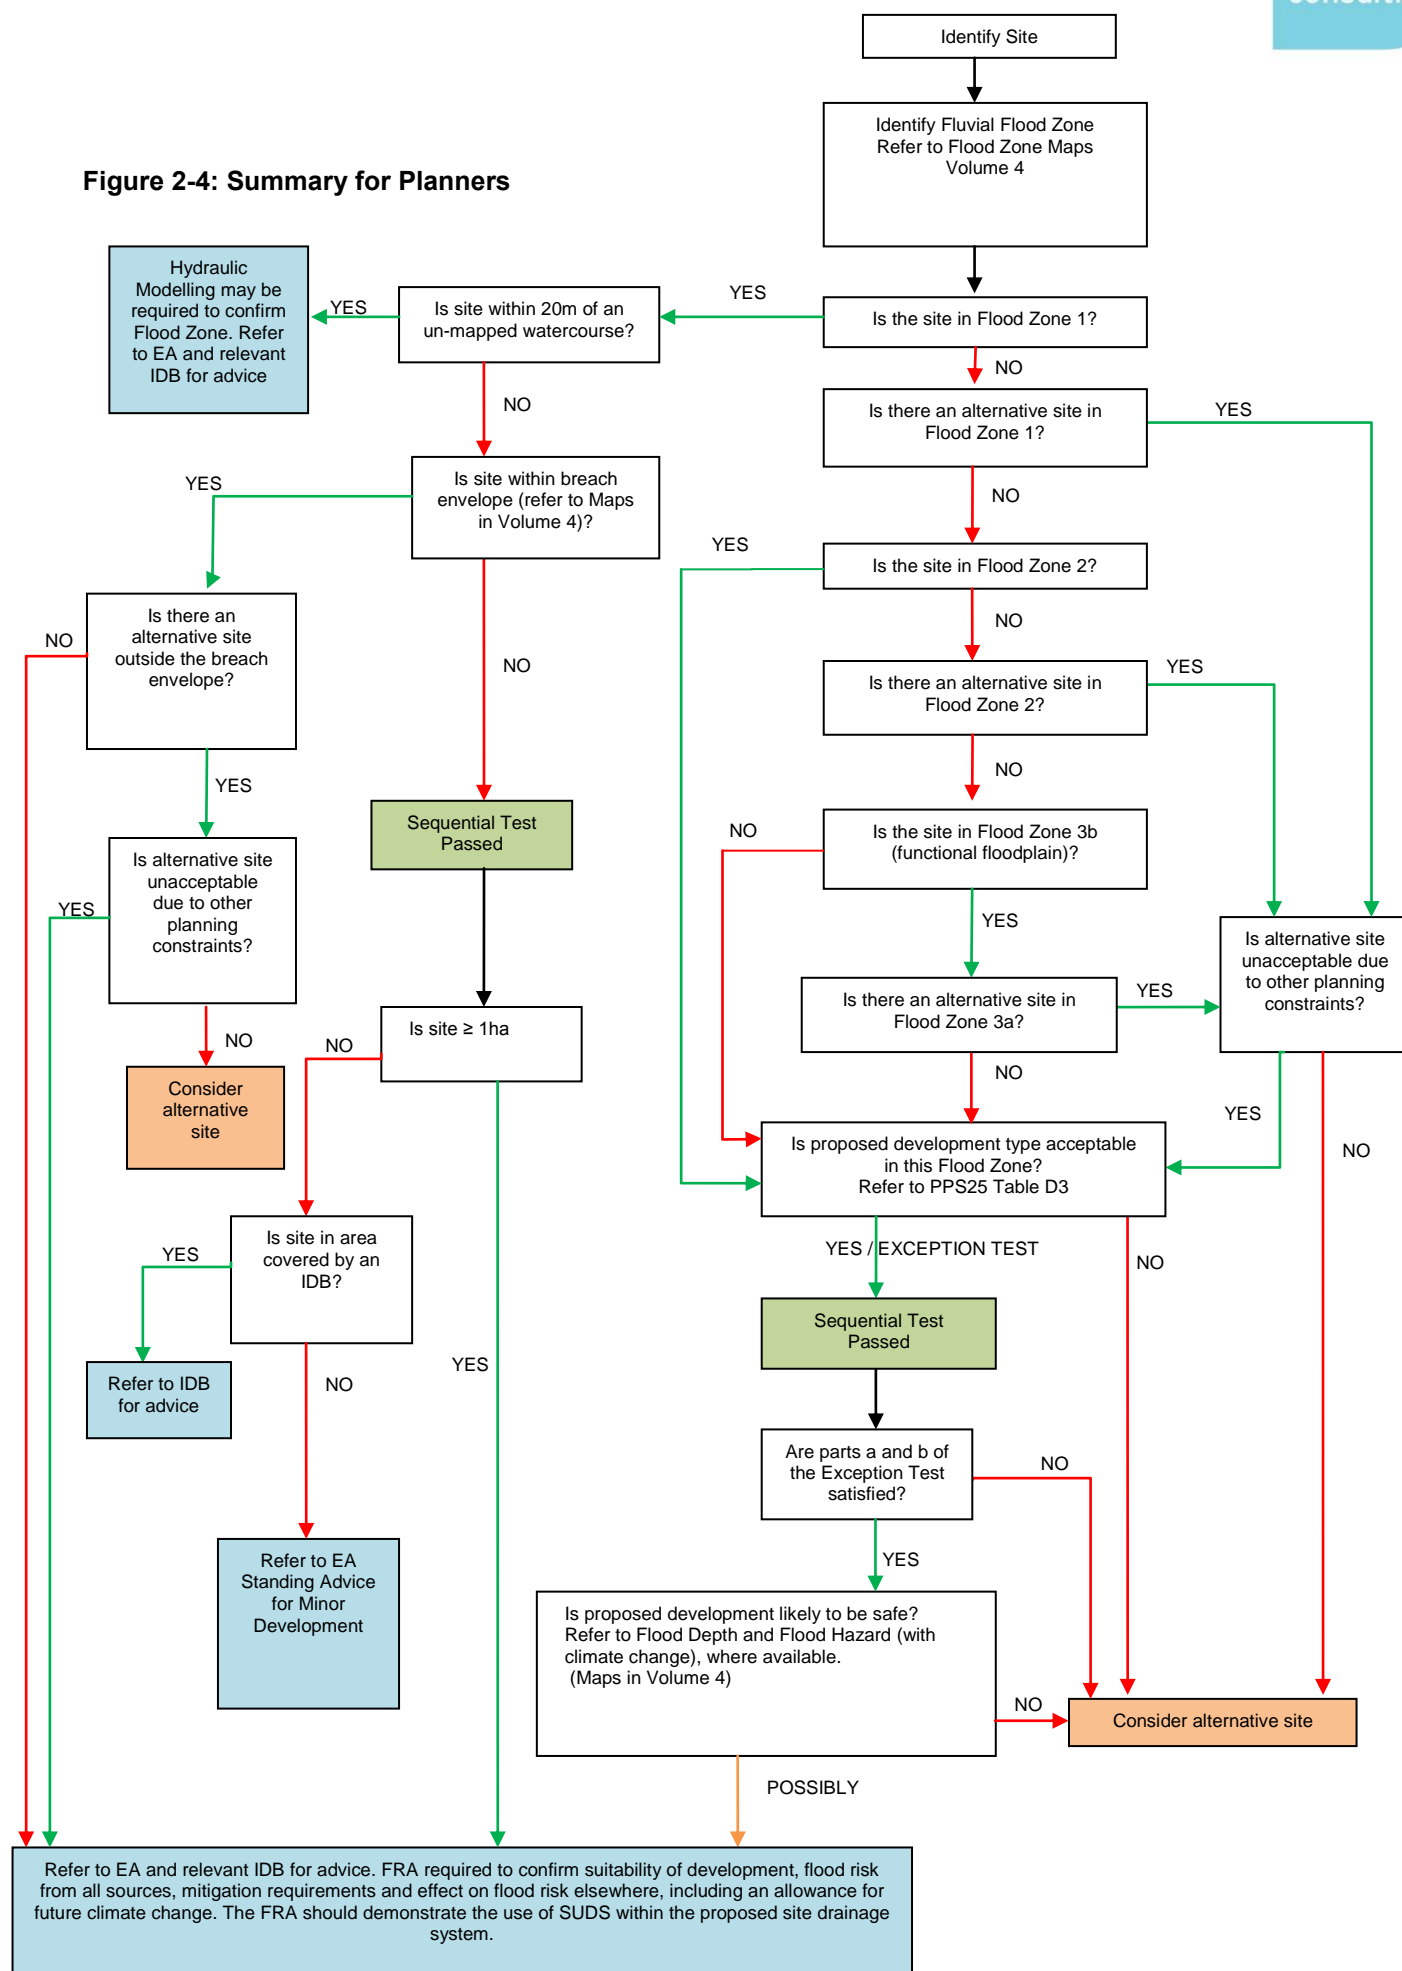 Identify Site
Identify Fluvial Flood Zone
Refer to Flood Zone Maps
Volume 4
Figure 2-4: Summary for Planners
Hydraulic
Modelling may be
required to confirm
Flood Zone. Refer
to EA and relevant
IDB for advice
YES
Is site within 20m of an
un-mapped watercourse?
YES
Is the site in Flood Zone 1?
NO
NO
Is there an alternative site in
Flood Zone 1?
YES
YES
Is site within breach
envelope (refer to Maps
in Volume 4)?
NO
YES
Is the site in Flood Zone 2?
NO
Is there an
alternative site
outside the breach
envelope?
NO
NO
Is there an alternative site in
Flood Zone 2?
YES
YES
NO
Sequential Test
Passed
NO
Is the site in Flood Zone 3b
(functional floodplain)?
Is alternative site
unacceptable
due to other
planning
constraints?
YES
YES
Is alternative site
unacceptable due
to other planning
constraints?
Is there an alternative site in
Flood Zone 3a?
YES
NO
Is site ≥ 1ha
NO
NO
Consider
alternative
site
YES
NO
Is proposed development type acceptable
in this Flood Zone?
Refer to PPS25 Table D3
Is site in area
covered by an
IDB?
YES
YES / EXCEPTION TEST
NO
Sequential Test
Passed
YES
NO
Refer to IDB
for advice
Are parts a and b of
the Exception Test
satisfied?
NO
YES
Refer to EA
Standing Advice
for Minor
Development
Is proposed development likely to be safe?
Refer to Flood Depth and Flood Hazard (with
climate change), where available.
(Maps in Volume 4)
NO
Consider alternative site
POSSIBLY
Refer to EA and relevant IDB for advice. FRA required to confirm suitability of development, flood risk
from all sources, mitigation requirements and effect on flood risk elsewhere, including an allowance for
future climate change. The FRA should demonstrate the use of SUDS within the proposed site drainage
system.